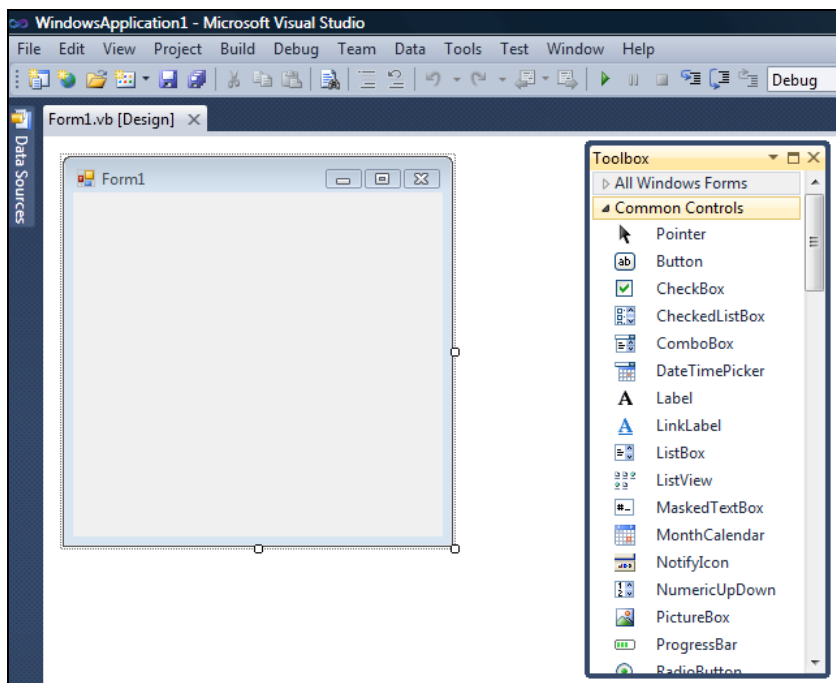 WindowsApplication1 - Microsoft Visual Studio
File Edit View Project Build Debug Team Data Tools Test Window Help
Debug
Data Sources
Form1.vb [Design]
Form1
Toolbox
All Windows Forms
Common Controls
Pointer
ab Button
CheckBox
CheckedListBox
ComboBox
DateTimePicker
A Label
A LinkLabel
ListBox
ListView
#_ MaskedTextBox
MonthCalendar
NotifyIcon
NumericUpDown
PictureBox
ProgressBar
RadioButton